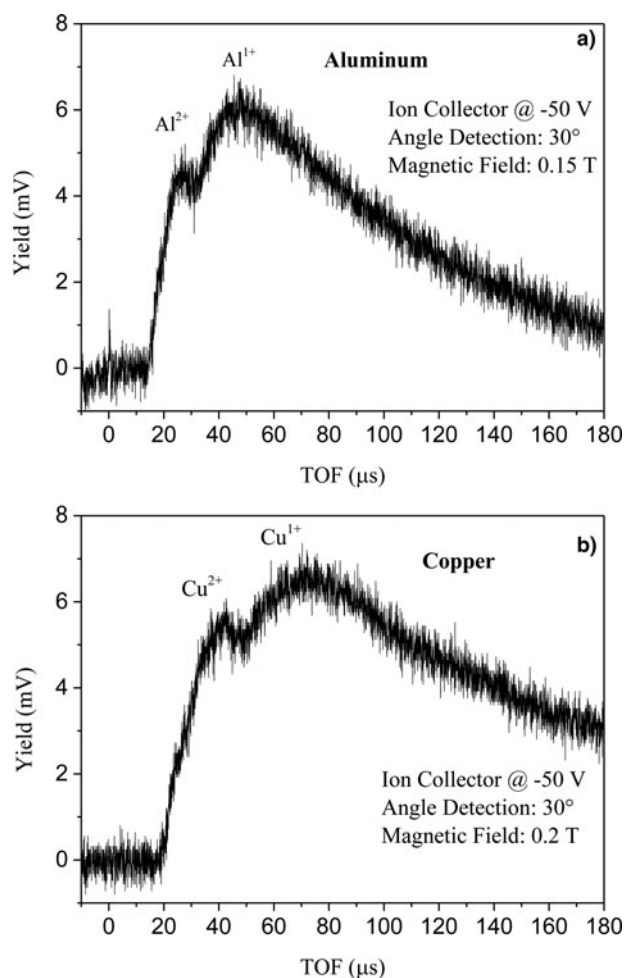 a)
Al¹⁺
Aluminum
Al²⁺
Ion Collector @ -50 V
Angle Detection: 30°
Magnetic Field: 0.15 T
8
6
4
2
0
Yield (mV)
0 20 40 60 80 100 120 140 160 180
TOF (µs)
b)
Cu¹⁺
Copper
Cu²⁺
Ion Collector @ -50 V
Angle Detection: 30°
Magnetic Field: 0.2 T
8
6
4
2
0
Yield (mV)
0 20 40 60 80 100 120 140 160 180
TOF (µs)